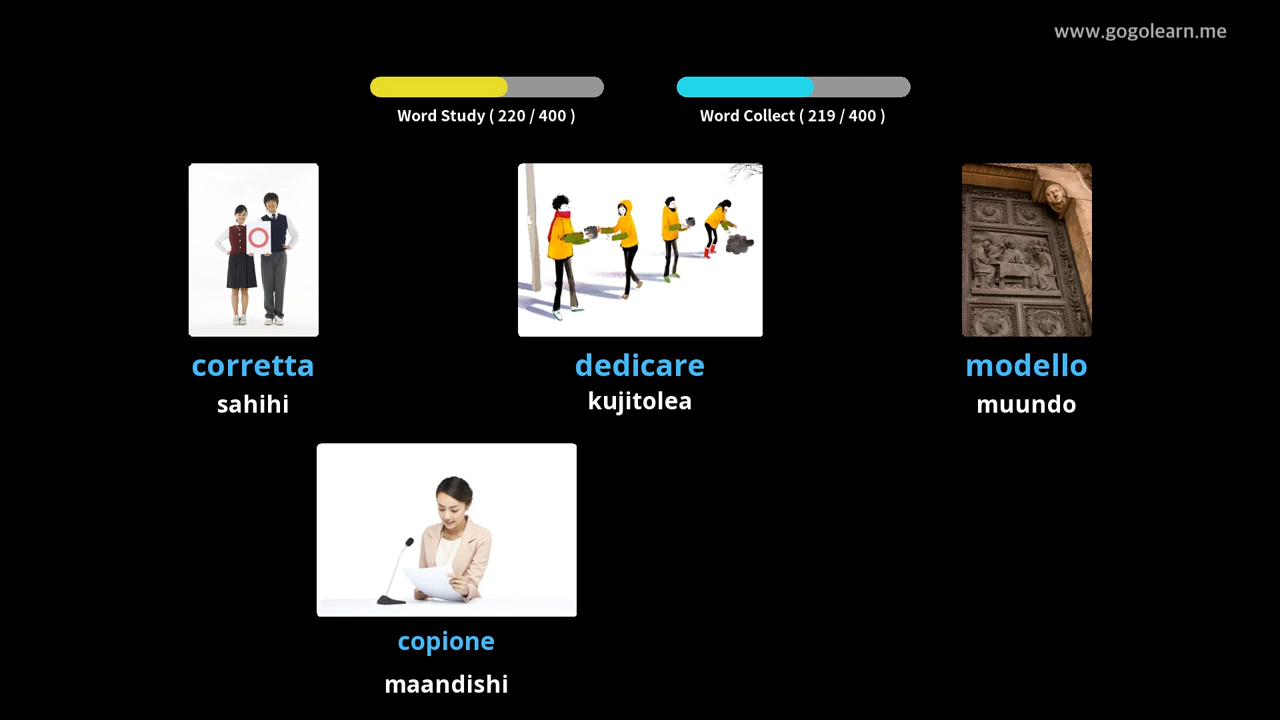 www.gogolearn.me
Word Study ( 220 / 400 )
Word Collect ( 219 / 400 )
corretta
sahihi
dedicare
kujitolea
modello
muundo
copione
maandishi